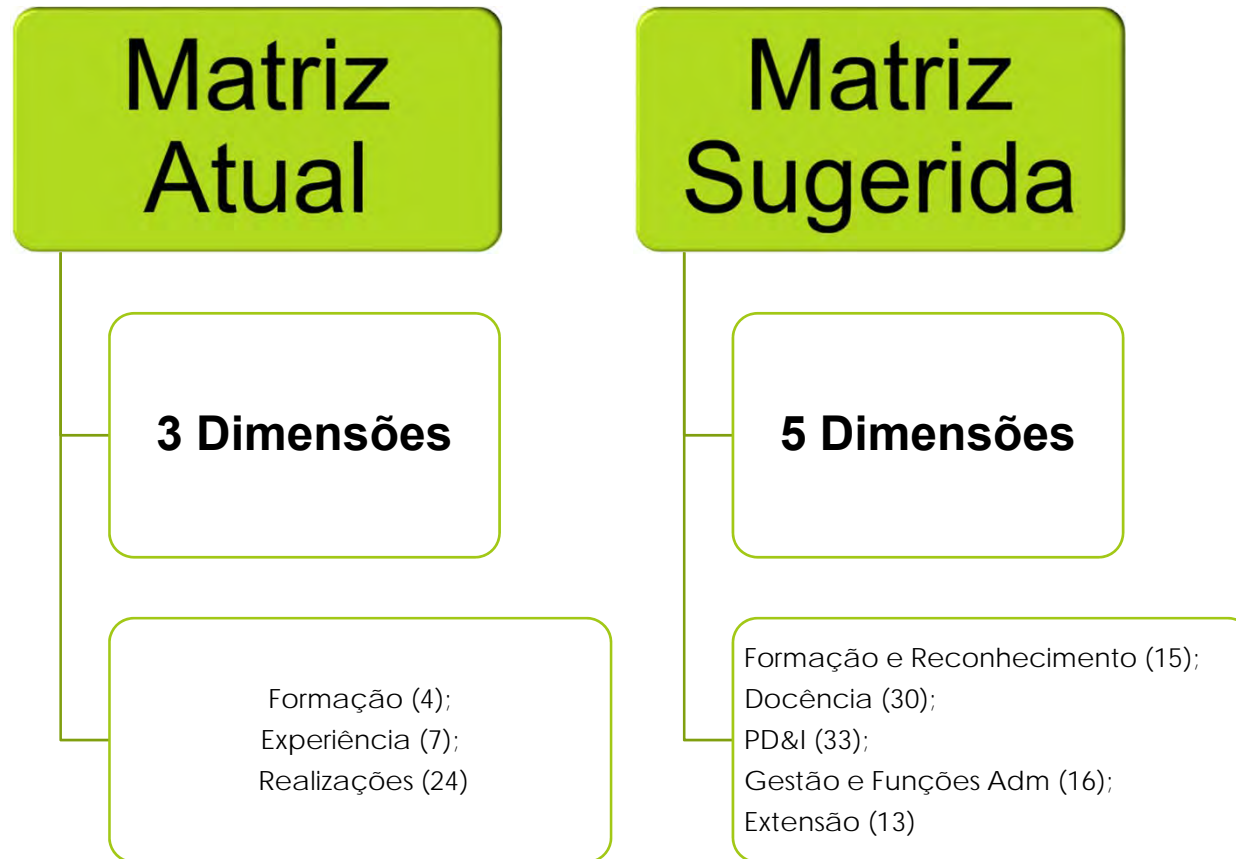 Matriz
Atual
3 Dimensões
Formação (4);
Experiência (7);
Realizações (24)
Matriz
Sugerida
5 Dimensões
Formação e Reconhecimento (15);
Docência (30);
PD&I (33);
Gestão e Funções Adm (16);
Extensão (13)